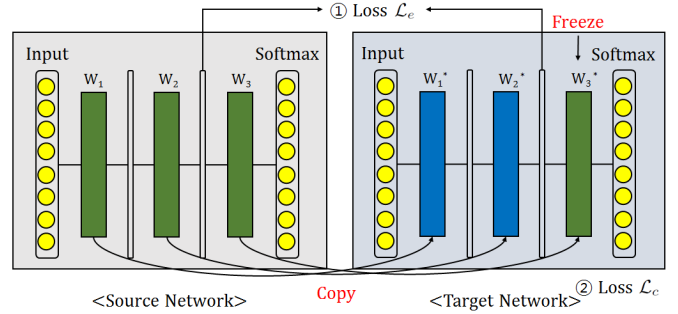 ① Loss ℒe
Freeze
Input
Softmax
W1
W2
W3
Input
Softmax
W1*
W2*
W3*
Copy
② Loss ℒc
<Source Network>
<Target Network>